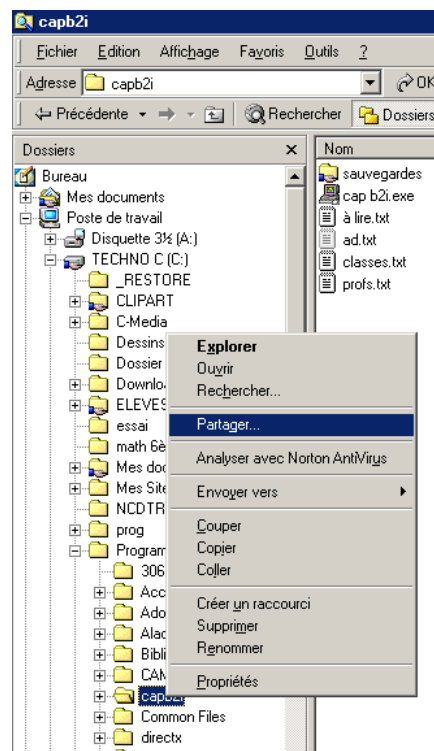 capb2i
Fichier Edition Affichage Favoris Outils ?
Adresse capb2i OK
Précédente Rechercher Dossiers
Dossiers x Nom
Bureau
Mes documents
Poste de travail
Disquette 3½ (A:)
TECHNO C (C:)
_RESTORE
CLIPART
C-Media
Dessins
Dossier
Downlo
ELEVES
essai
math 6è
Mes doc
Mes Site
NCDTR
prog
Program
306
Acc
Ado
Alad
Bibli
CAM
capb2i
Common Files
directx
sauvegardes
cap b2i.exe
à lire.txt
ad.txt
classes.txt
profs.txt
Explorer
Ouvrir
Rechercher...
Partager...
Analyser avec Norton AntiVirus
Envoyer vers
Couper
Copier
Coller
Créer un raccourci
Supprimer
Renommer
Propriétés